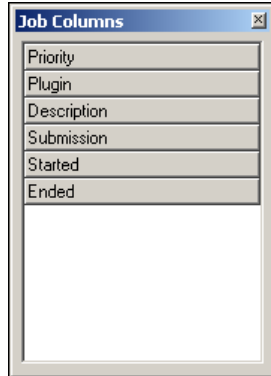 Job Columns
Priority
Plugin
Description
Submission
Started
Ended